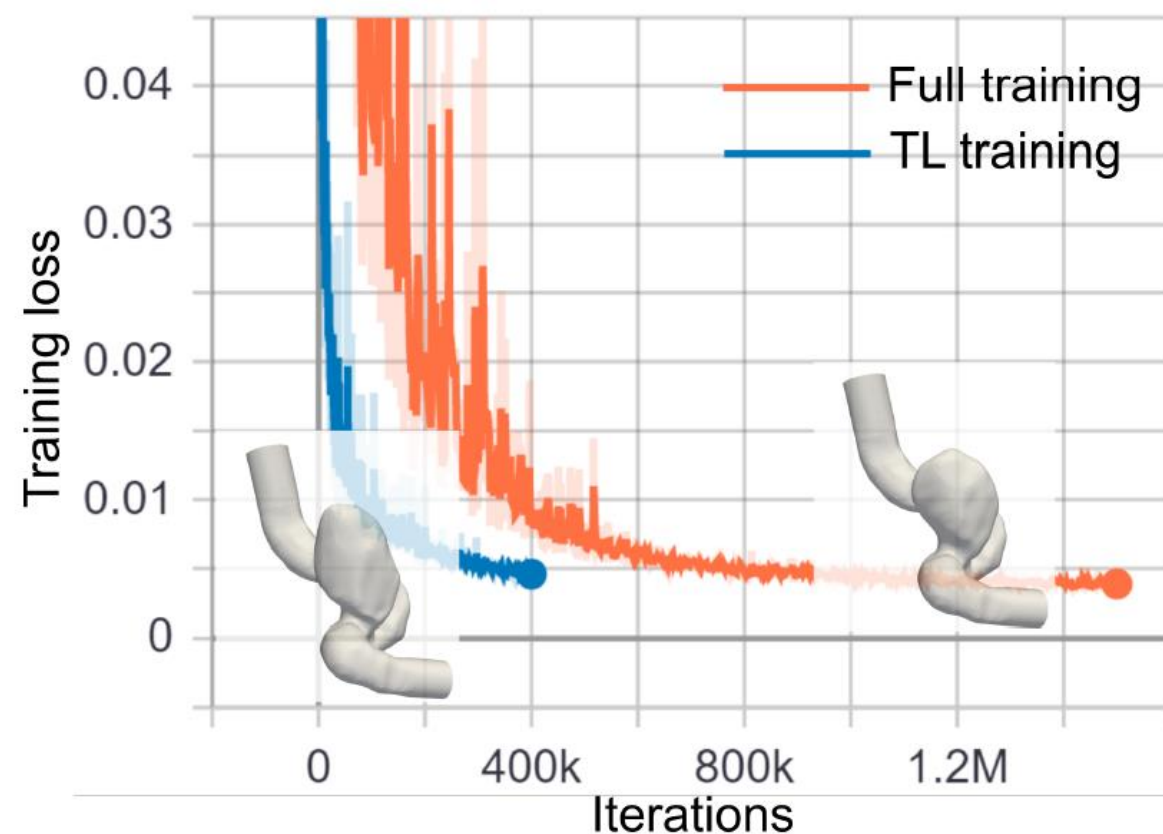 0.04
0.03
0.02
0.01
0
Training loss
Full training
TL training
0 400k 800k 1.2M
Iterations